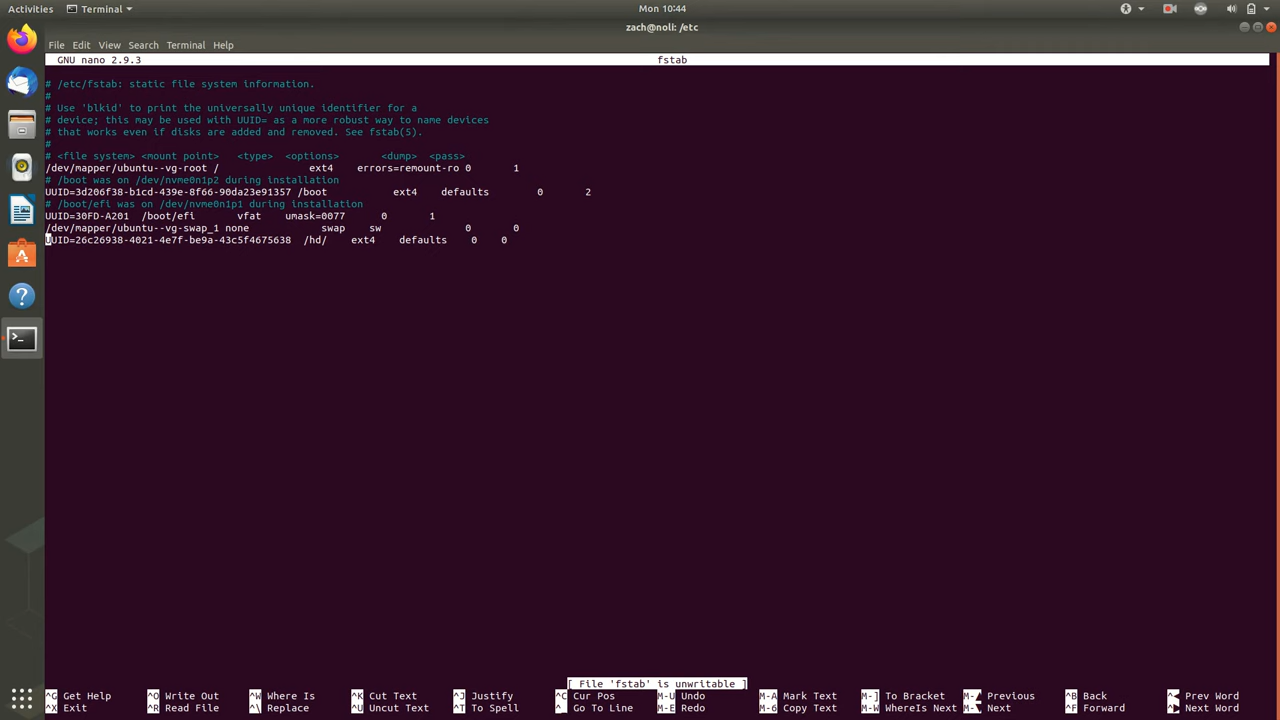 Activities Terminal Mon 10:44
zach@noli: /etc
File Edit View Search Terminal Help
GNU nano 2.9.3 fstab
# /etc/fstab: static file system information.
#
# Use 'blkid' to print the universally unique identifier for a
# device; this may be used with UUID= as a more robust way to name devices
# that works even if disks are added and removed. See fstab(5).
#
# <file system> <mount point> <type> <options> <dump> <pass>
/dev/mapper/ubuntu--vg-root / ext4 errors=remount-ro 0 1
# /boot was on /dev/nvme0n1p2 during installation
UUID=3d206f38-b1cd-439e-8f66-90da23e91357 /boot ext4 defaults 0 2
# /boot/efi was on /dev/nvme0n1p1 during installation
UUID=30FD-A201 /boot/efi vfat umask=0077 0 1
/dev/mapper/ubuntu--vg-swap_1 none swap sw 0 0
UUID=26c26938-4021-4e7f-be9a-43c5f4675638 /hd/ ext4 defaults 0 0
[ File 'fstab' is unwritable ]
^G Get Help ^O Write Out ^W Where Is ^K Cut Text ^J Justify ^C Cur Pos M-U Undo M-A Mark Text M-] To Bracket M-▲ Previous ^B Back ^◀ Prev Word
^X Exit ^R Read File ^\ Replace ^U Uncut Text ^T To Spell ^_ Go To Line M-E Redo M-6 Copy Text M-W WhereIs Next M-▼ Next ^F Forward ^▶ Next Word